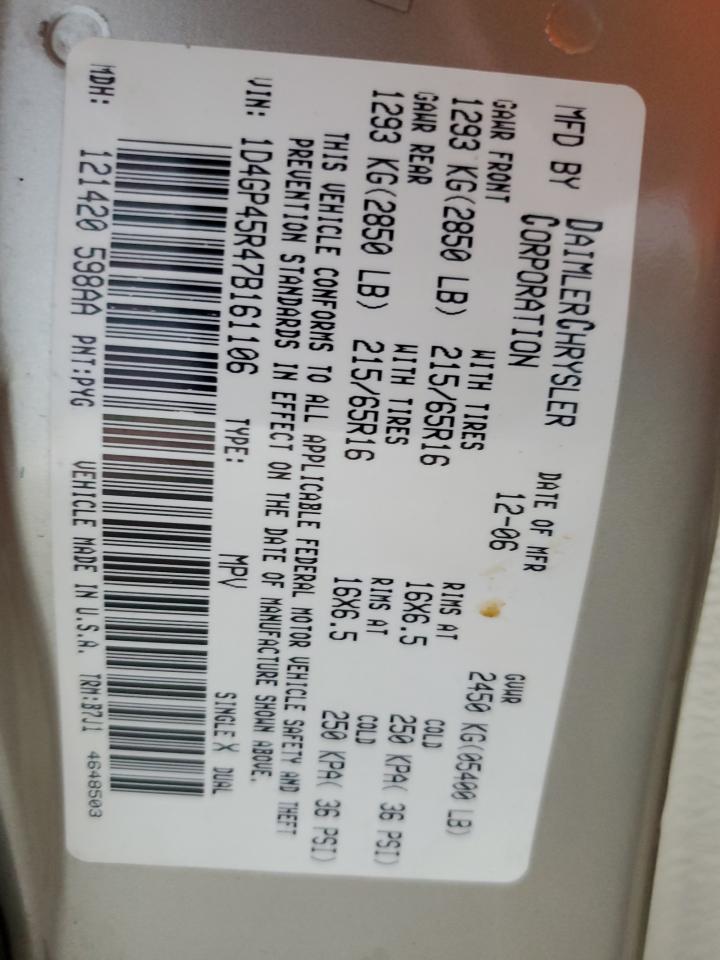 MFD BY DAIMLERCHRYSLER CORPORATION
DATE OF MFR 12-06
GVWR 2450 KG(05400 LB)
GAWR FRONT WITH TIRES RIMS AT COLD
1293 KG(2850 LB) 215/65R16 16X6.5 250 KPA( 36 PSI)
GAWR REAR WITH TIRES RIMS AT COLD
1293 KG(2850 LB) 215/65R16 16X6.5 250 KPA( 36 PSI)
THIS VEHICLE CONFORMS TO ALL APPLICABLE FEDERAL MOTOR VEHICLE SAFETY AND THEFT
PREVENTION STANDARDS IN EFFECT ON THE DATE OF MANUFACTURE SHOWN ABOVE.
VIN: 1D4GP45R47B161106 TYPE: MPV SINGLE X DUAL
MDH: 121420 598AA PNT:PYG VEHICLE MADE IN U.S.A. TRM:B7J1 4648503